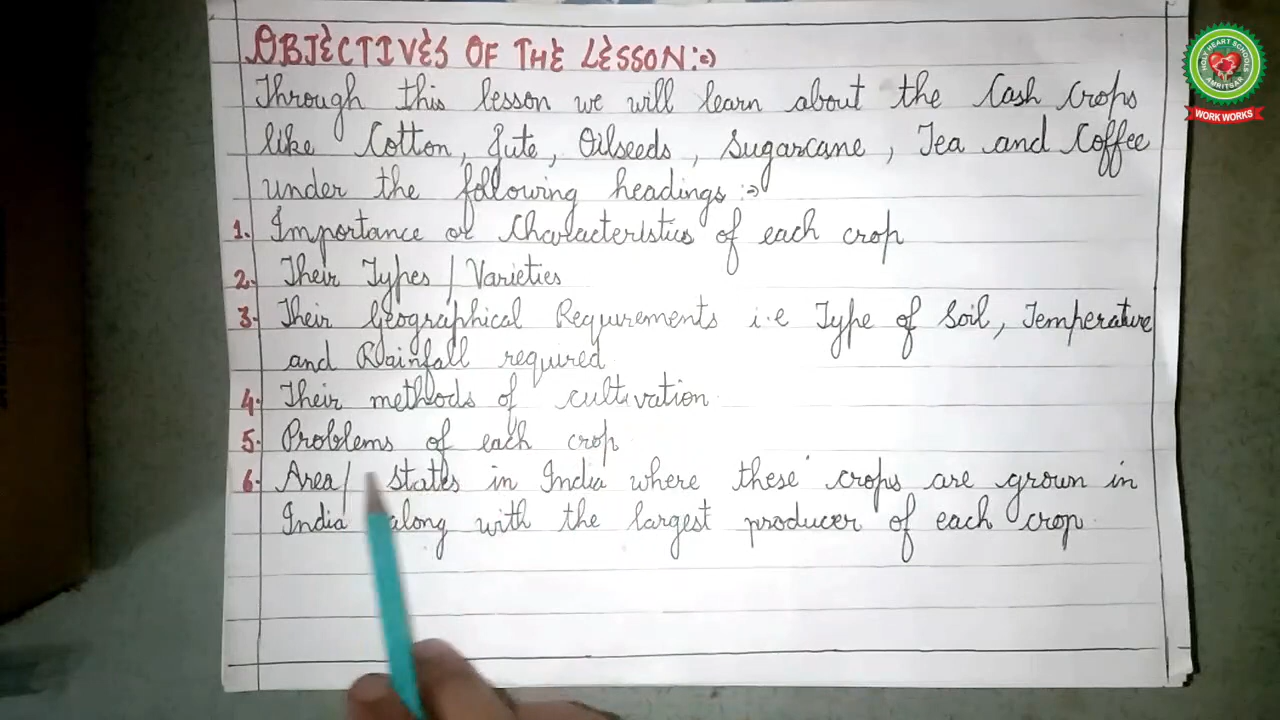 OBJECTIVES OF THE LESSON:->
Through this lesson we will learn about the Cash Crops
like Cotton, Jute, Oilseeds, Sugarcane, Tea and Coffee
under the following headings:->
1. Importance or Characteristics of each crop
2. Their Types / Varieties
3. Their Geographical Requirements i.e Type of Soil, Temperature
and Rainfall required
4. Their methods of cultivation
5. Problems of each crop
6. Area/ states in India where these crops are grown in
India along with the largest producer of each crop
HOLY HEART SCHOOLS
AMRITSAR
WORK WORKS